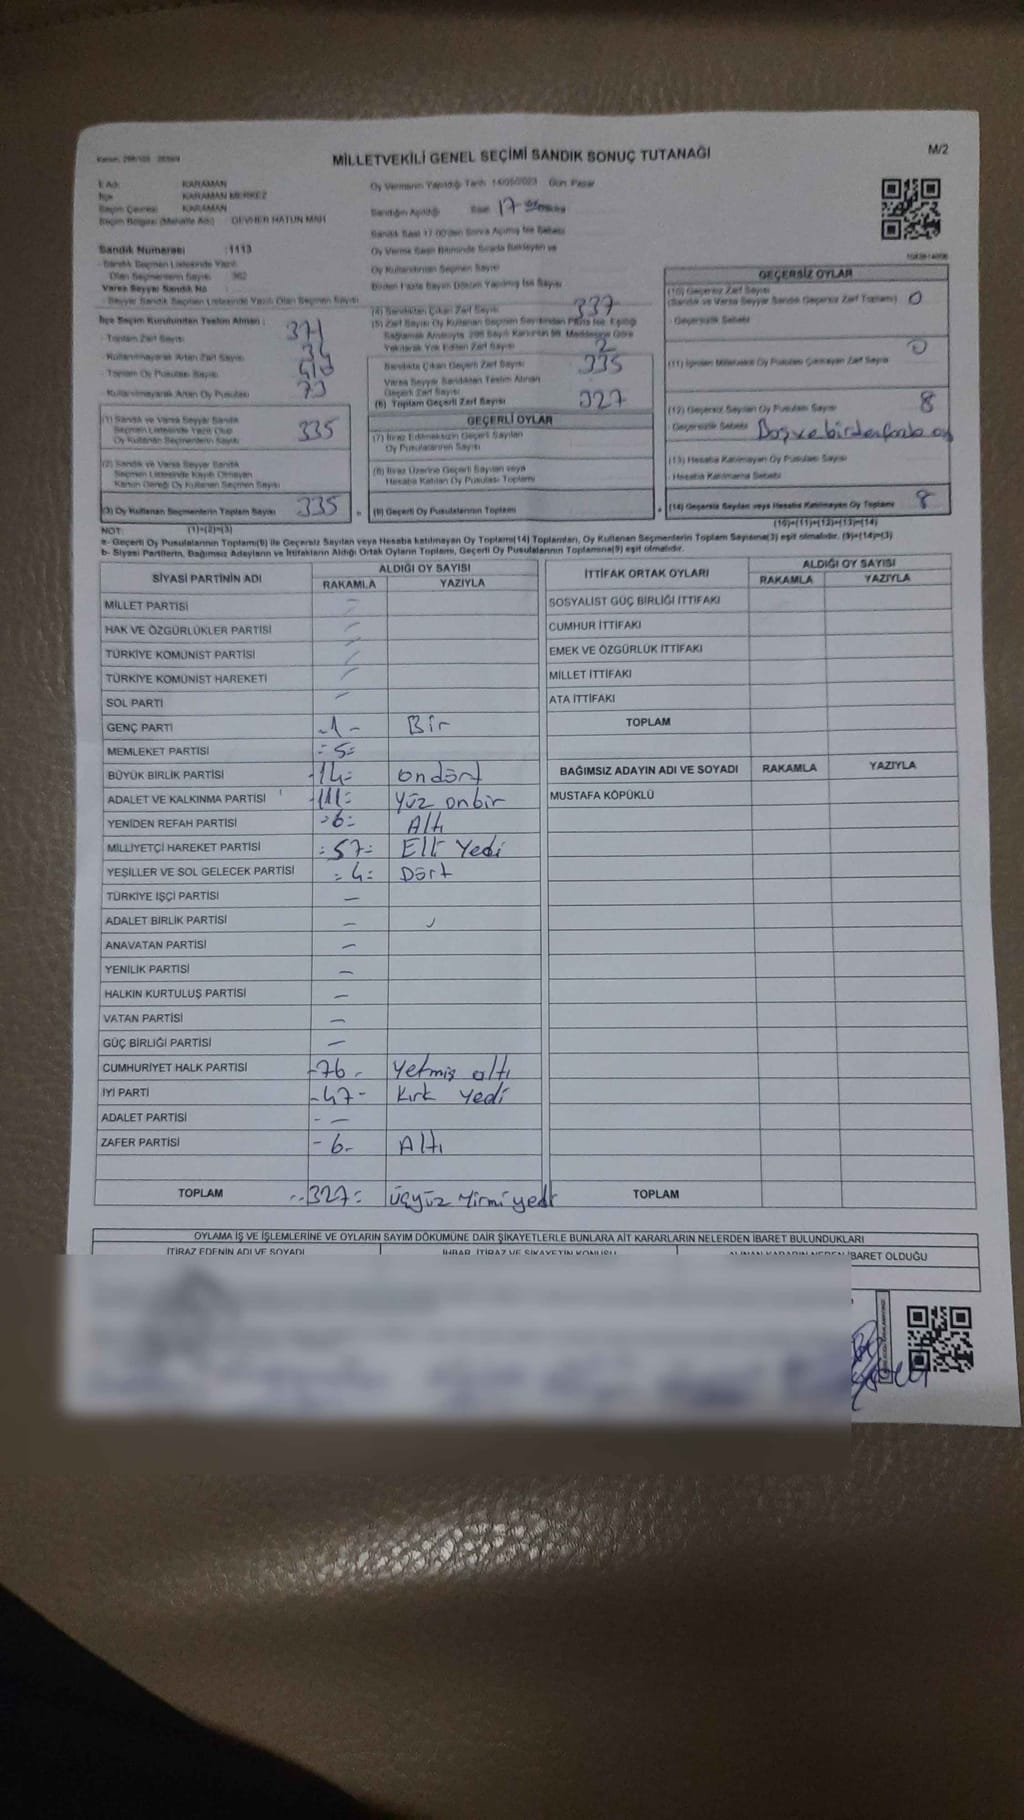 MİLLETVEKİLİ GENEL SEÇİMİ SANDIK SONUÇ TUTANAĞI
M/2
İl Adı: KARAMAN
İlçe KARAMAN MERKEZ
Seçim Çevresi KARAMAN
Seçim Bölgesi (Mahalle Adı) GEVHER HATUN MAH
Oy Vermenin Yapıldığı Tarih 14/05/2023 Gün Pazar
Sandığın Açıldığı Saat 17
Sandık Numarası :1113
Sandık Seçmen Listesinde Yazılı
Olan Seçmenlerin Sayısı 362
Varsa Seyyar Sandık No
Seyyar Sandık Seçmen Listesinde Yazılı Olan Seçmen Sayısı
Sandık Saat 17.00'den Sonra Açılmış İse Sebebi
Oy Verme Saati Bitiminde Sırada Bekleyen ve
Oy Kullandırılan Seçmen Sayısı
Birden Fazla Sayım Döküm Yapılmış İse Sayısı
İlçe Seçim Kurulundan Teslim Alınan :
- Toplam Zarf Sayısı 371
- Kullanılmayarak Artan Zarf Sayısı 34
- Toplam Oy Pusulası Sayısı
- Kullanılmayarak Artan Oy Pusulası 73
(1) Sandık ve Varsa Seyyar Sandık
Seçmen Listesinde Yazılı Olup
Oy Kullanan Seçmenlerin Sayısı 335
(2) Sandık ve Varsa Seyyar Sandık
Seçmen Listesinde Kayıtlı Olmayan
Kanun Gereği Oy Kullanan Seçmen Sayısı
(3) Oy Kullanan Seçmenlerin Toplam Sayısı 335
(1)+(2)=(3)
(4) Sandıktan Çıkan Zarf Sayısı 337
(5) Zarf Sayısı Oy Kullanan Seçmen Sayısından Fazla İse, Eşitliği
Sağlamak Amacıyla 298 Sayılı Kanun'un 98. Maddesine Göre
Yakılarak Yok Edilen Zarf Sayısı 2
Sandıkta Çıkan Geçerli Zarf Sayısı 335
Varsa Seyyar Sandıktan Teslim Alınan
Geçerli Zarf Sayısı
(6) Toplam Geçerli Zarf Sayısı 327
GEÇERLİ OYLAR
(7) İtiraz Edilmeksizin Geçerli Sayılan
Oy Pusulalarının Sayısı
(8) İtiraz Üzerine Geçerli Sayılan veya
Hesaba Katılan Oy Pusulası Toplamı
(9) Geçerli Oy Pusulalarının Toplamı
GEÇERSİZ OYLAR
(10) Geçersiz Zarf Sayısı
(Sandık ve Varsa Seyyar Sandık Geçersiz Zarf Toplamı) 0
- Geçersizlik Sebebi
(11) İçinden Milletvekili Oy Pusulası Çıkmayan Zarf Sayısı 0
(12) Geçersiz Sayılan Oy Pusulası Sayısı 8
Geçersizlik Sebebi Boş ve birden fazla oy
(13) Hesaba Katılmayan Oy Pusulası Sayısı
- Hesaba Katılmama Sebebi
(14) Geçersiz Sayılan veya Hesaba Katılmayan Oy Toplamı 8
(10)+(11)+(12)+(13)=(14)
NOT:
a- Geçerli Oy Pusulalarının Toplamı(9) ile Geçersiz Sayılan veya Hesaba katılmayan Oy Toplamı(14) Toplamları, Oy Kullanan Seçmenlerin Toplam Sayısına(3) eşit olmalıdır. (9)+(14)=(3)
b- Siyasi Partilerin, Bağımsız Adayların ve İttifakların Aldığı Ortak Oyların Toplamı, Geçerli Oy Pusulalarının Toplamına(9) eşit olmalıdır.
SİYASİ PARTİNİN ADI ALDIĞI OY SAYISI
RAKAMLA YAZIYLA
MİLLET PARTİSİ –
HAK VE ÖZGÜRLÜKLER PARTİSİ –
TÜRKİYE KOMÜNİST PARTİSİ –
TÜRKİYE KOMÜNİST HAREKETİ –
SOL PARTİ –
GENÇ PARTİ -1- Bir
MEMLEKET PARTİSİ =5=
BÜYÜK BİRLİK PARTİSİ -14= ondört
ADALET VE KALKINMA PARTİSİ -111= Yüz onbir
YENİDEN REFAH PARTİSİ =6= Altı
MİLLİYETÇİ HAREKET PARTİSİ =57= Elli Yedi
YEŞİLLER VE SOL GELECEK PARTİSİ =4= Dört
TÜRKİYE İŞÇİ PARTİSİ –
ADALET BİRLİK PARTİSİ –
ANAVATAN PARTİSİ –
YENİLİK PARTİSİ –
HALKIN KURTULUŞ PARTİSİ –
VATAN PARTİSİ –
GÜÇ BİRLİĞİ PARTİSİ –
CUMHURİYET HALK PARTİSİ -76- Yetmiş altı
İYİ PARTİ -47- Kırk yedi
ADALET PARTİSİ - –
ZAFER PARTİSİ -6- Altı
TOPLAM 327= üçyüz Yirmi yedi
İTTİFAK ORTAK OYLARI ALDIĞI OY SAYISI
RAKAMLA YAZIYLA
SOSYALİST GÜÇ BİRLİĞİ İTTİFAKI
CUMHUR İTTİFAKI
EMEK VE ÖZGÜRLÜK İTTİFAKI
MİLLET İTTİFAKI
ATA İTTİFAKI
TOPLAM
BAĞIMSIZ ADAYIN ADI VE SOYADI RAKAMLA YAZIYLA
MUSTAFA KÖPÜKLÜ
TOPLAM
OYLAMA İŞ VE İŞLEMLERİNE VE OYLARIN SAYIM DÖKÜMÜNE DAİR ŞİKAYETLERLE BUNLARA AİT KARARLARIN NELERDEN İBARET BULUNDUKLARI
İTİRAZ EDENİN ADI VE SOYADI
İHBAR, İTİRAZ VE ŞİKAYETİN KONUSU
İBARET OLDUĞU